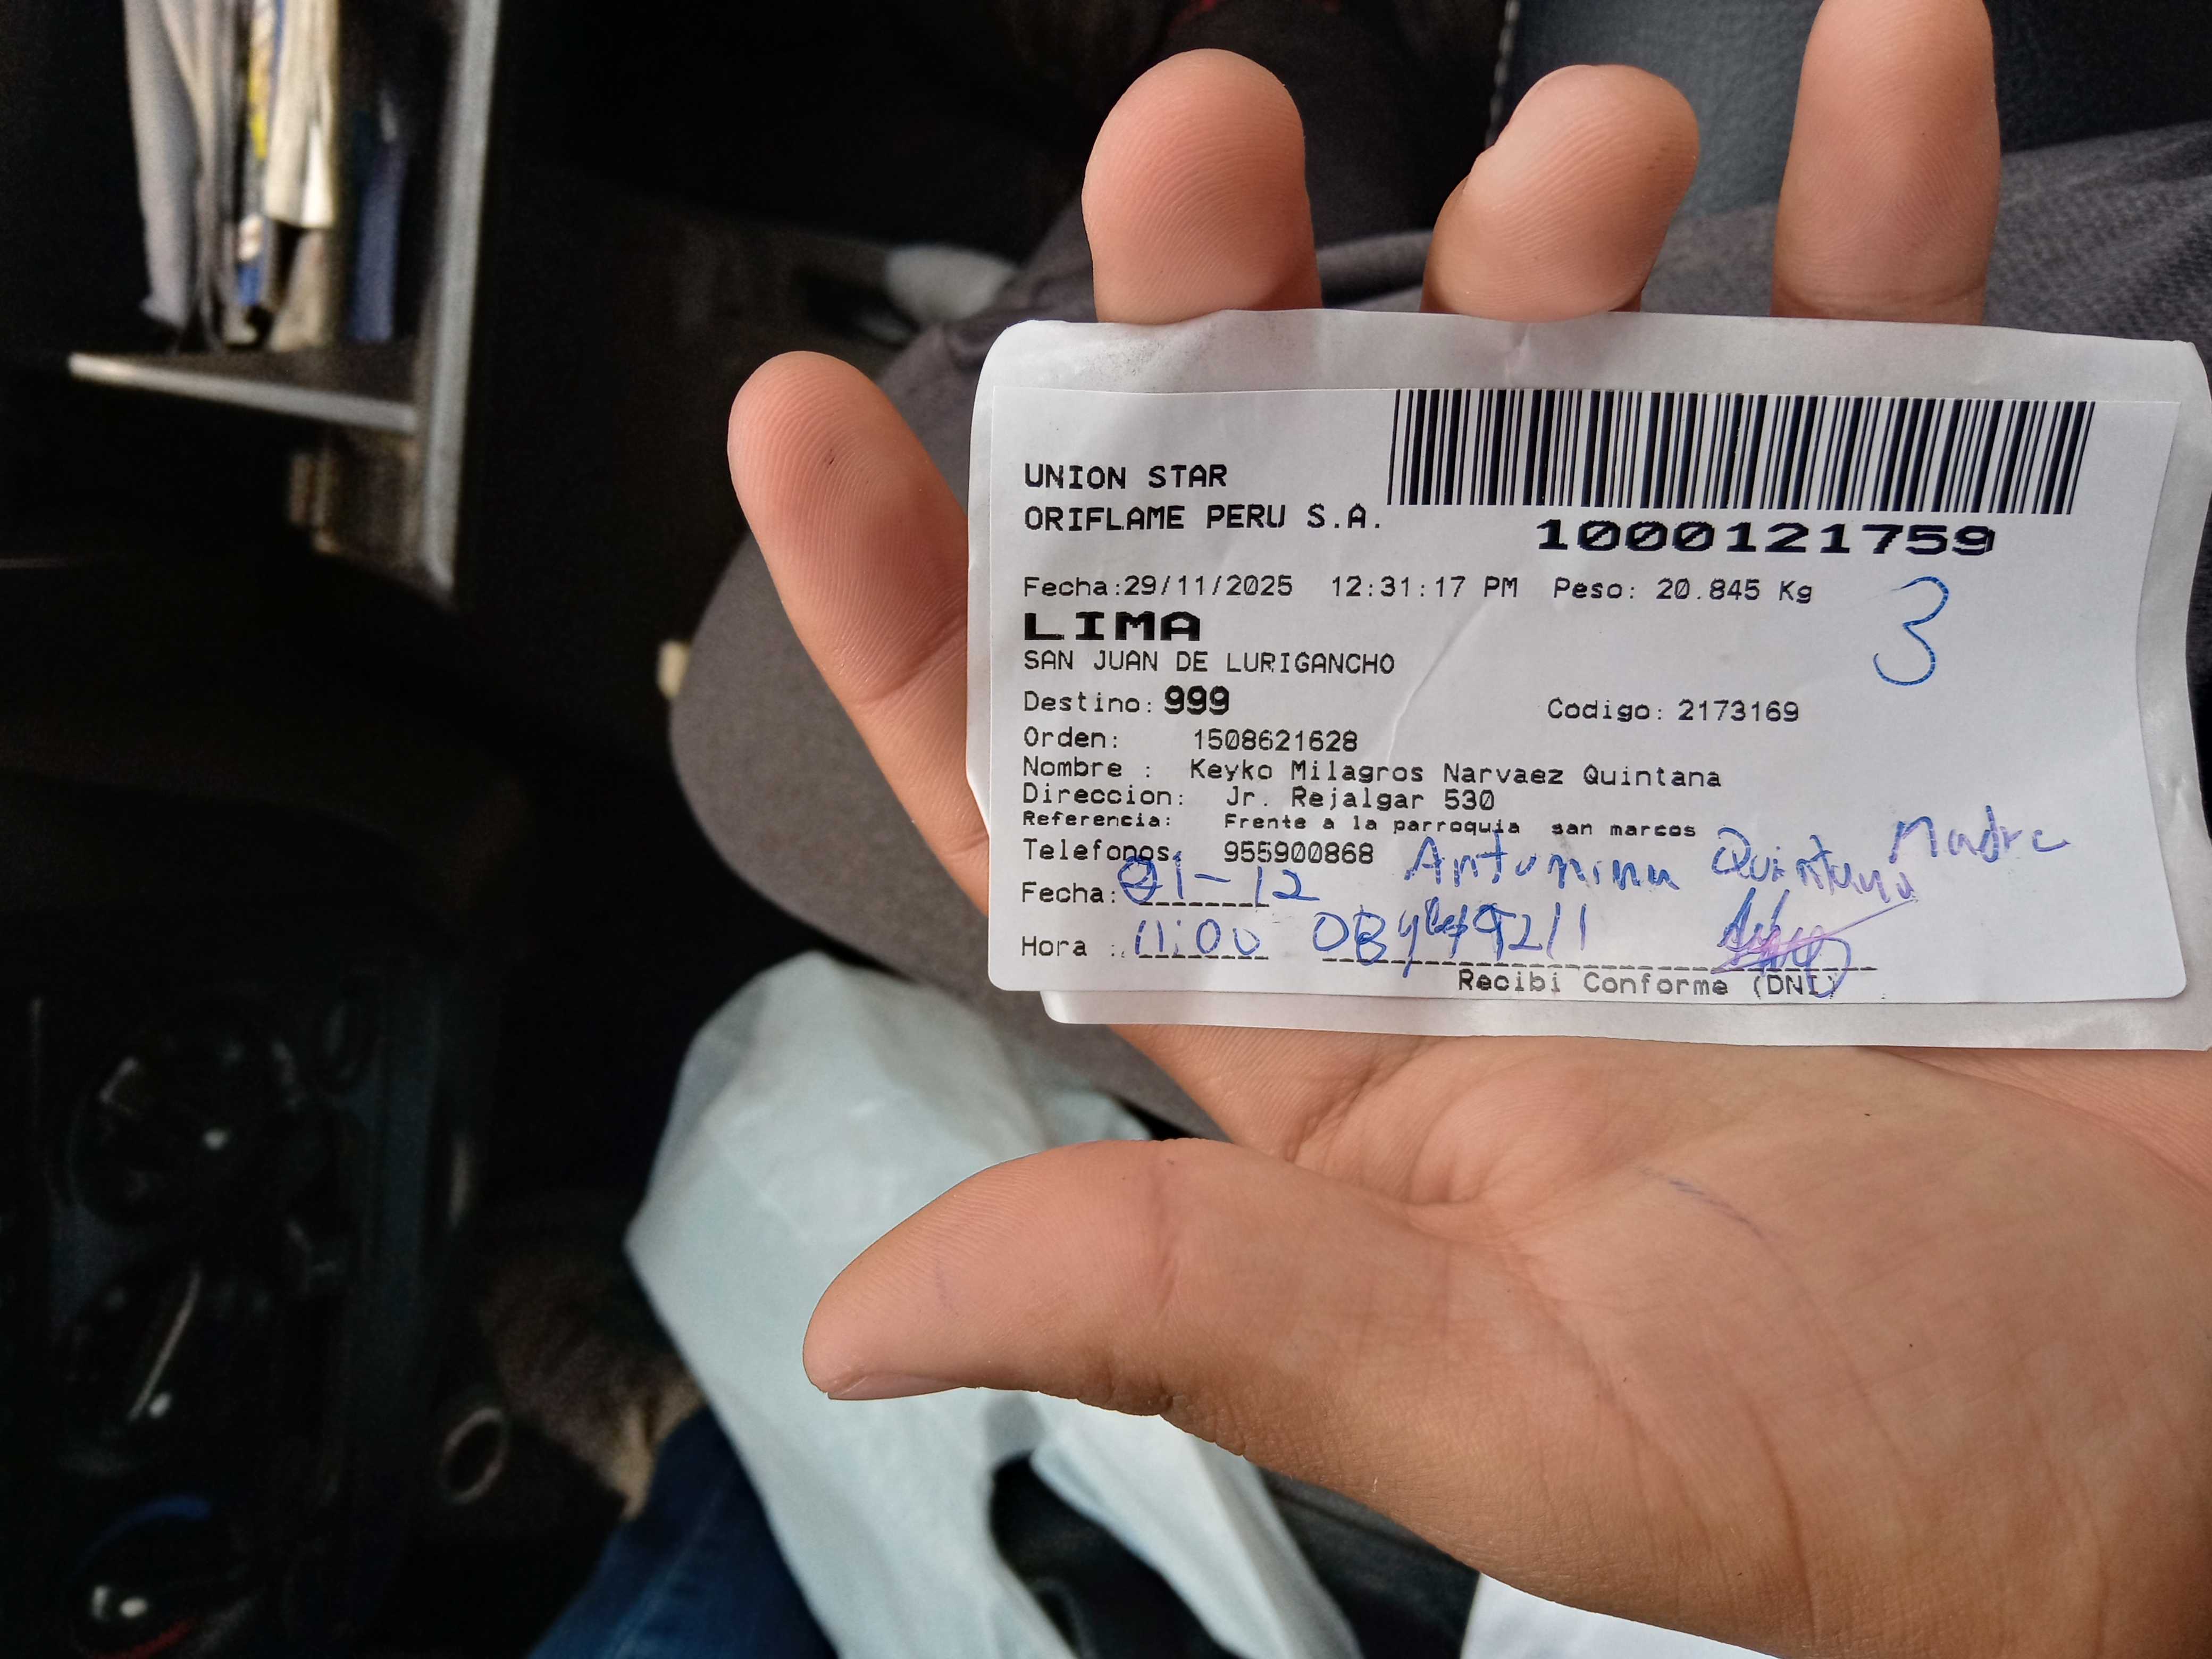 UNION STAR
ORIFLAME PERU S.A.
1000121759
Fecha:29/11/2025 12:31:17 PM Peso: 20.845 Kg
3
LIMA
SAN JUAN DE LURIGANCHO
Destino: 999 Codigo: 2173169
Orden: 1508621628
Nombre : Keyko Milagros Narvaez Quintana
Direccion: Jr. Rejalgar 530
Referencia: Frente a la parroquia san marcos
Telefonos: 955900868 Quintana Madre
Fecha: 01-12
Hora : 11:00
Recibi Conforme (DNI)